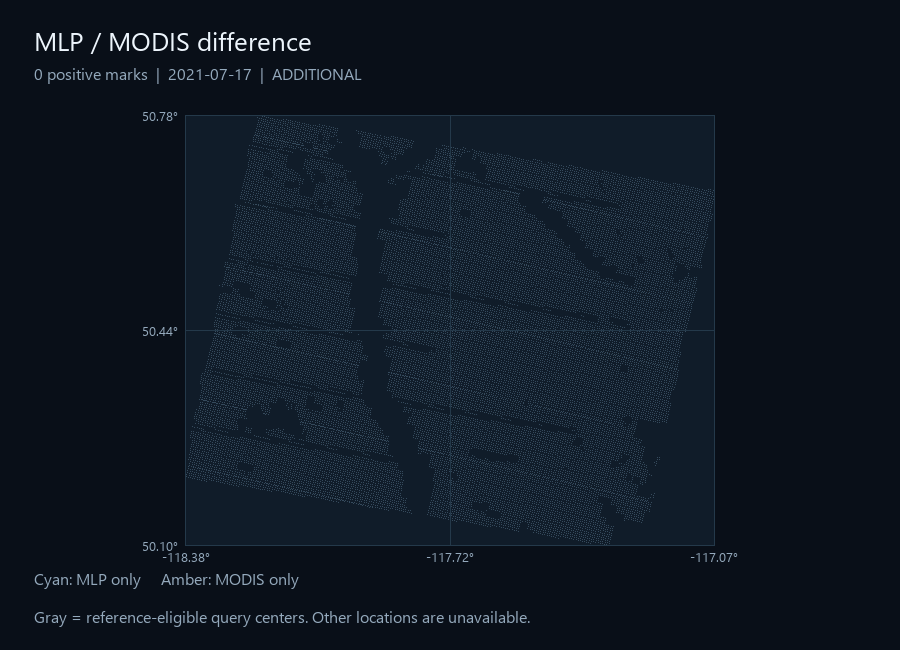 MLP / MODIS difference
0 positive marks | 2021-07-17 | ADDITIONAL
50.78°
50.44°
50.10°
-118.38° -117.72° -117.07°
Cyan: MLP only Amber: MODIS only
Gray = reference-eligible query centers. Other locations are unavailable.